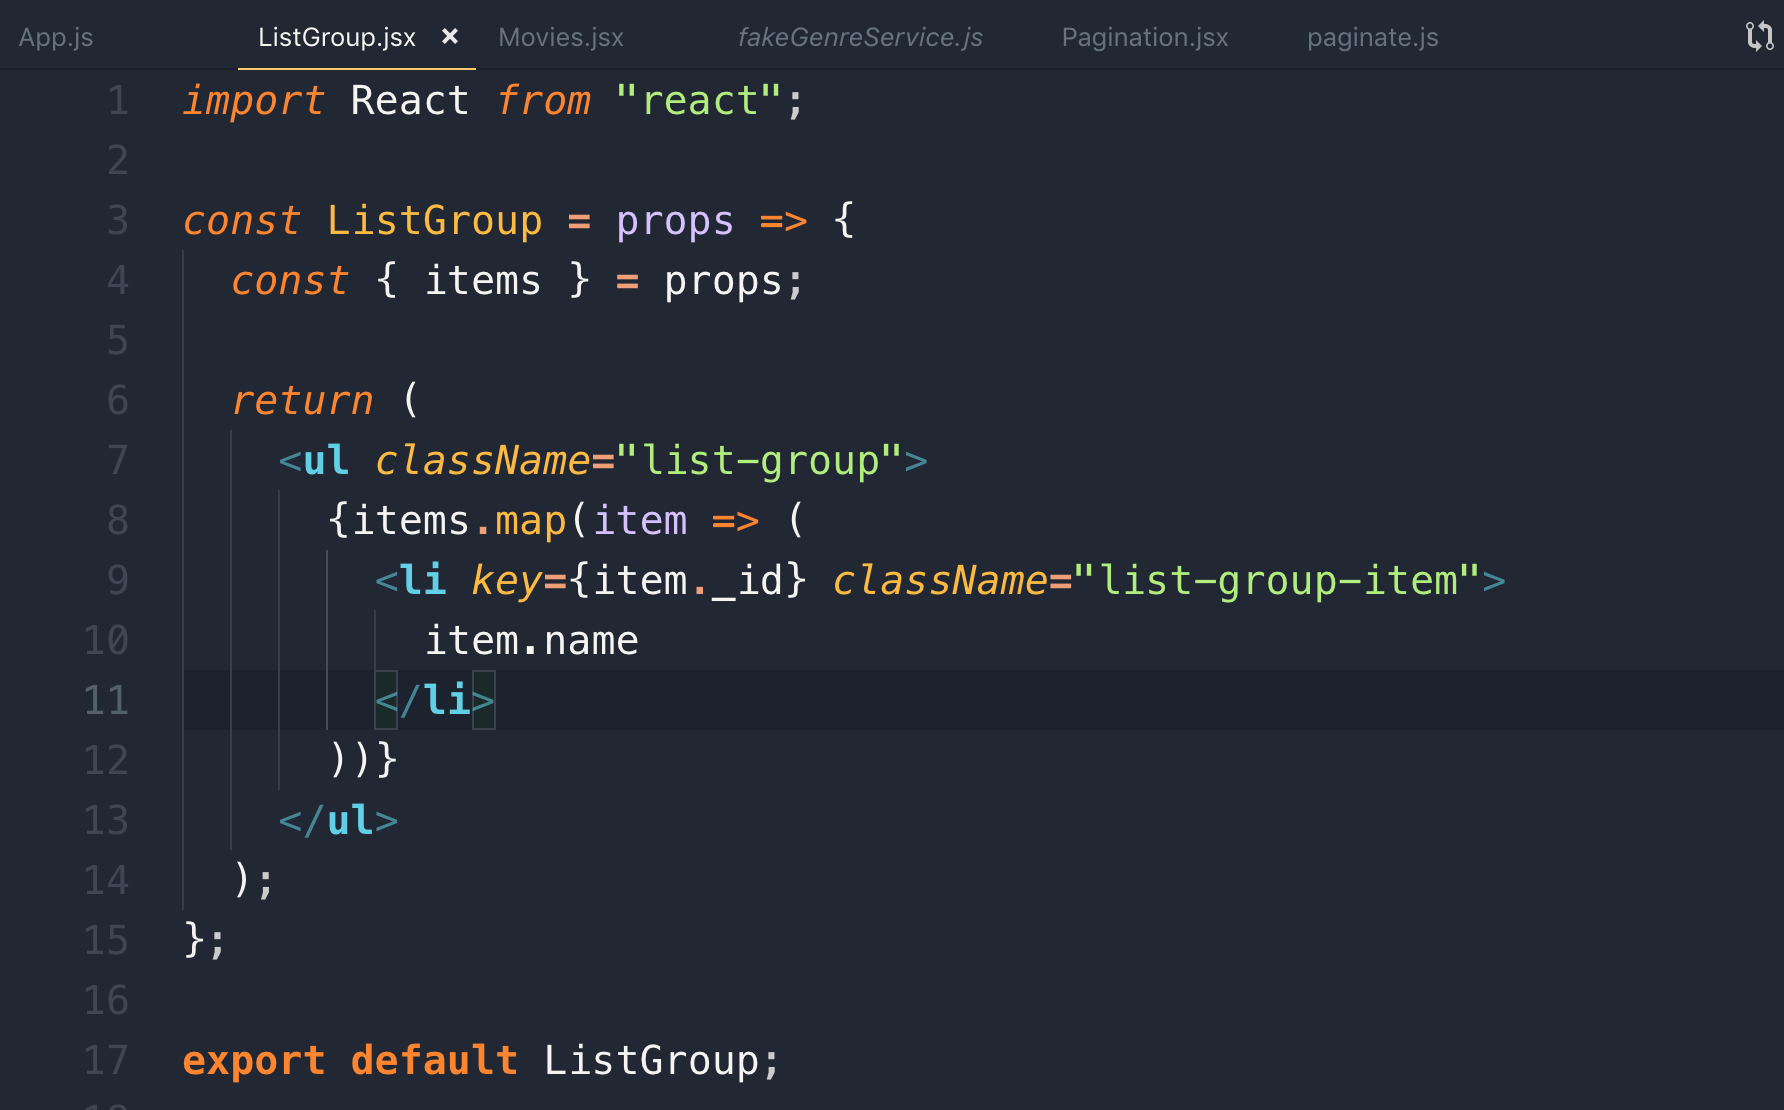 App.js ListGroup.jsx × Movies.jsx fakeGenreService.js Pagination.jsx paginate.js
1 import React from "react";
2
3 const ListGroup = props => {
4 const { items } = props;
5
6 return (
7 <ul className="list-group">
8 {items.map(item => (
9 <li key={item._id} className="list-group-item">
10 item.name
11 </li>
12 ))}
13 </ul>
14 );
15 };
16
17 export default ListGroup;